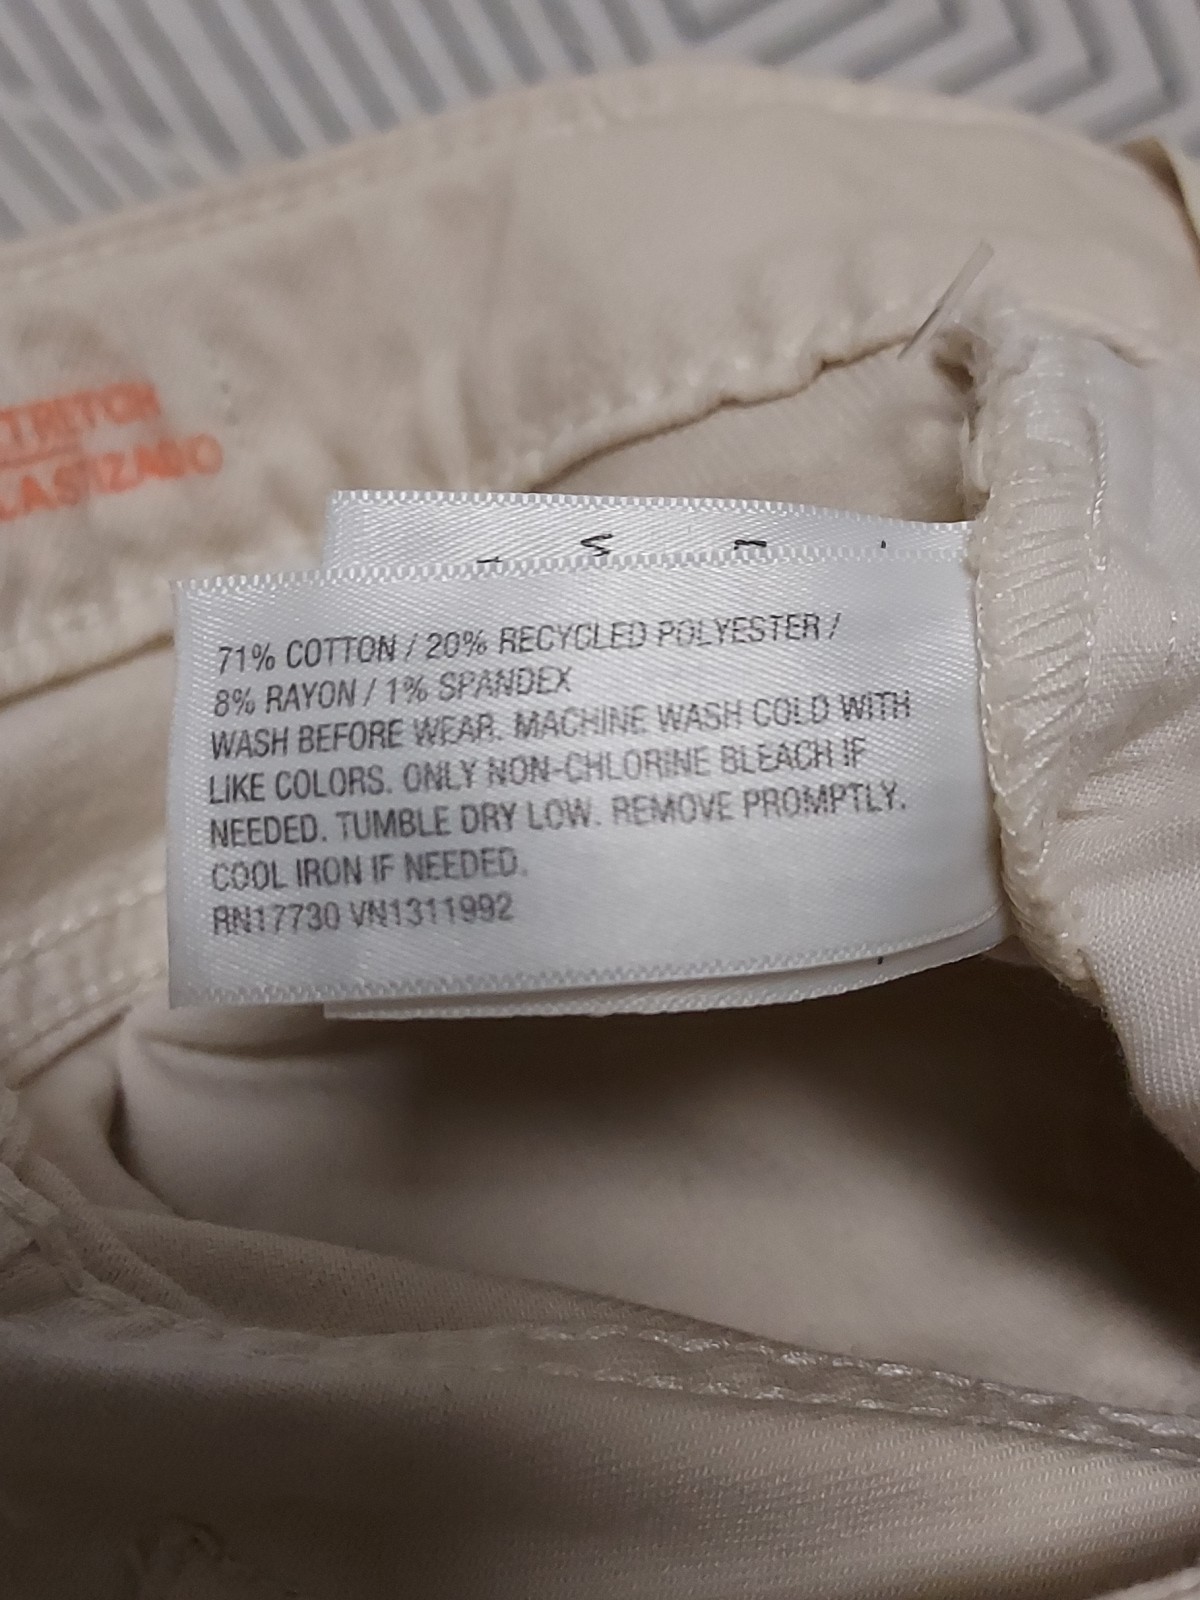 STRETCH
71% COTTON / 20% RECYCLED POLYESTER /
8% RAYON / 1% SPANDEX
WASH BEFORE WEAR. MACHINE WASH COLD WITH
LIKE COLORS. ONLY NON-CHLORINE BLEACH IF
NEEDED. TUMBLE DRY LOW. REMOVE PROMPTLY.
COOL IRON IF NEEDED.
RN17730 VN1311992